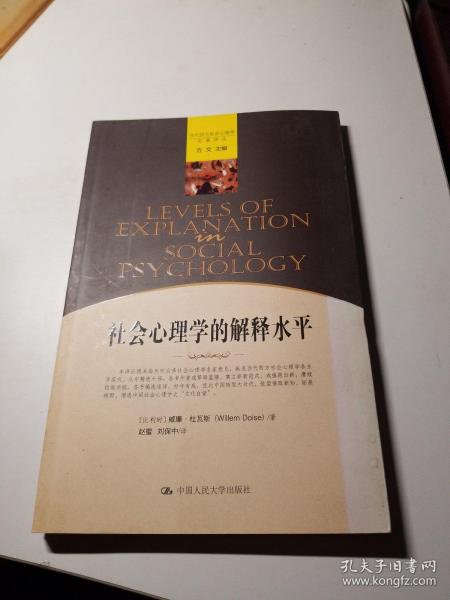 当代西方社会心理学
名著译丛
方 文 主编
LEVELS OF
EXPLANATION
in
SOCIAL
PSYCHOLOGY
社会心理学的解释水平
[比利时] 威廉·杜瓦斯 (Willem Doise) / 著
赵蜜 刘保中/译
中国人民大学出版社
孔夫子旧书网
www.kongfz.com